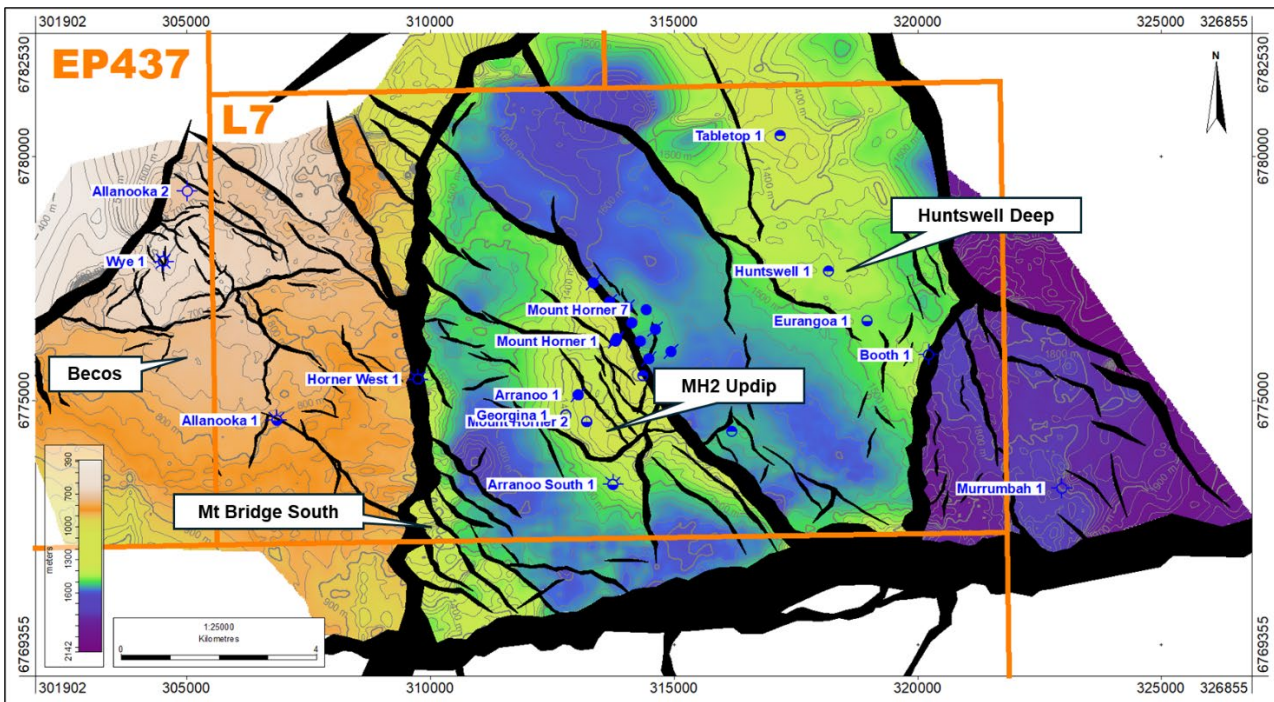 301902 305000 310000 315000 320000 325000 326855
6782530
6782530
EP437
L7
N
Tabletop 1
6780000
6780000
Allanooka 2
Huntswell Deep
Wye 1
Huntswell 1
Mount Horner 7
Eurangoa 1
Mount Horner 1
Booth 1
Becos
Horner West 1
MH2 Updip
6775000
6775000
Arranoo 1
Georgina 1
Mount Horner 2
Allanooka 1
Arranoo South 1
Murrumbah 1
Mt Bridge South
390
700
1000
1300
1600
2142
meters
1:25000
Kilometres
0 4
6769355
6769355
301902 305000 310000 315000 320000 325000 326855